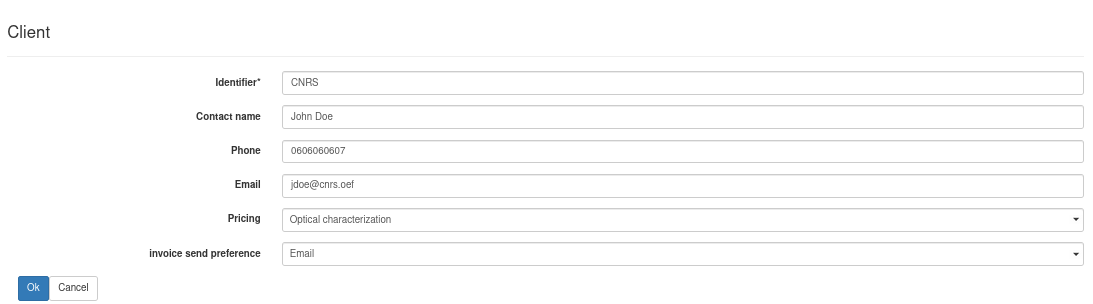 Client
Identifier* CNRS
Contact name John Doe
Phone 0606060607
Email jdoe@cnrs.oef
Pricing Optical characterization
invoice send preference Email
Ok Cancel